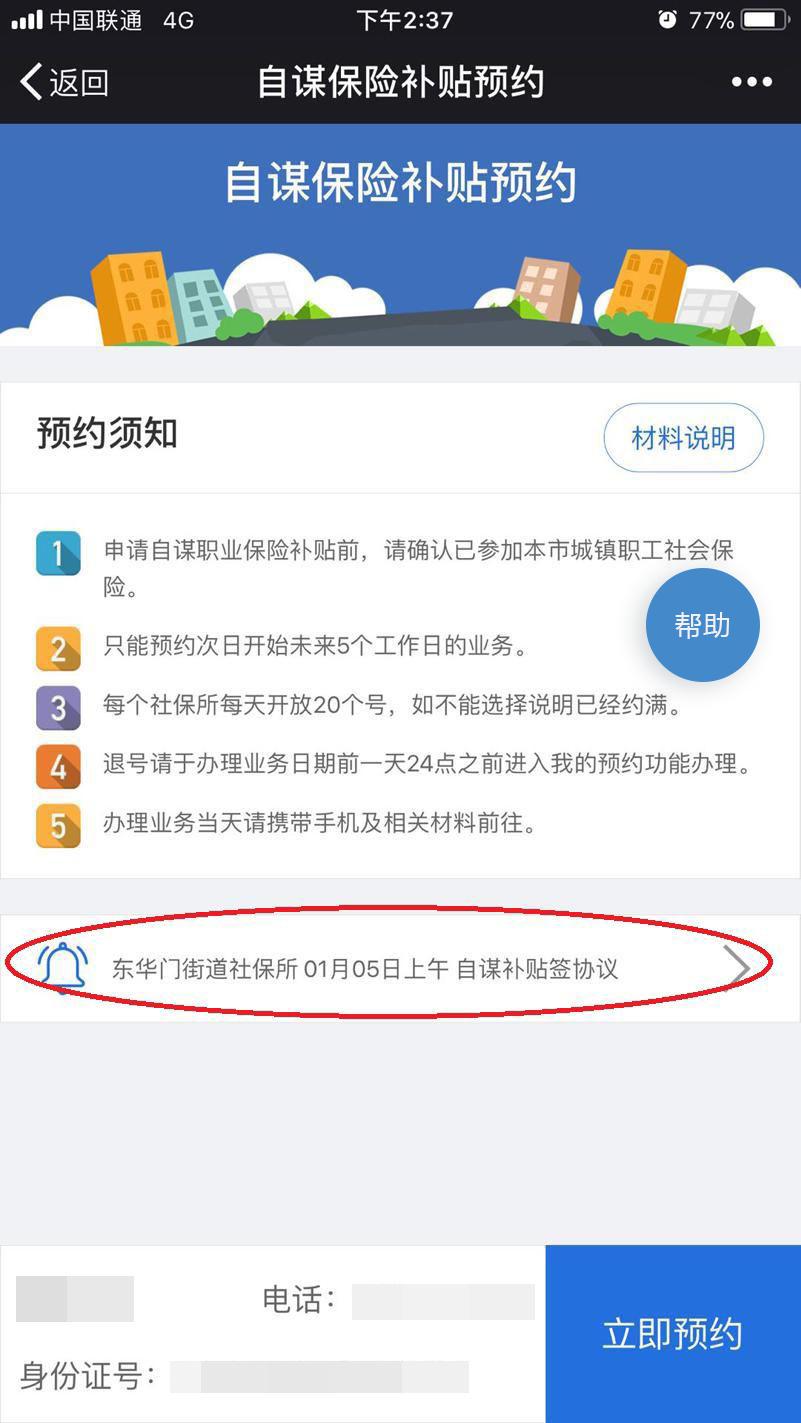 中国联通 4G 下午2:37 77%
返回 自谋保险补贴预约
自谋保险补贴预约
预约须知 材料说明
1 申请自谋职业保险补贴前，请确认已参加本市城镇职工社会保
险。
帮助
2 只能预约次日开始未来5个工作日的业务。
3 每个社保所每天开放20个号，如不能选择说明已经约满。
4 退号请于办理业务日期前一天24点之前进入我的预约功能办理。
5 办理业务当天请携带手机及相关材料前往。
东华门街道社保所 01月05日上午 自谋补贴签协议
电话：
立即预约
身份证号：